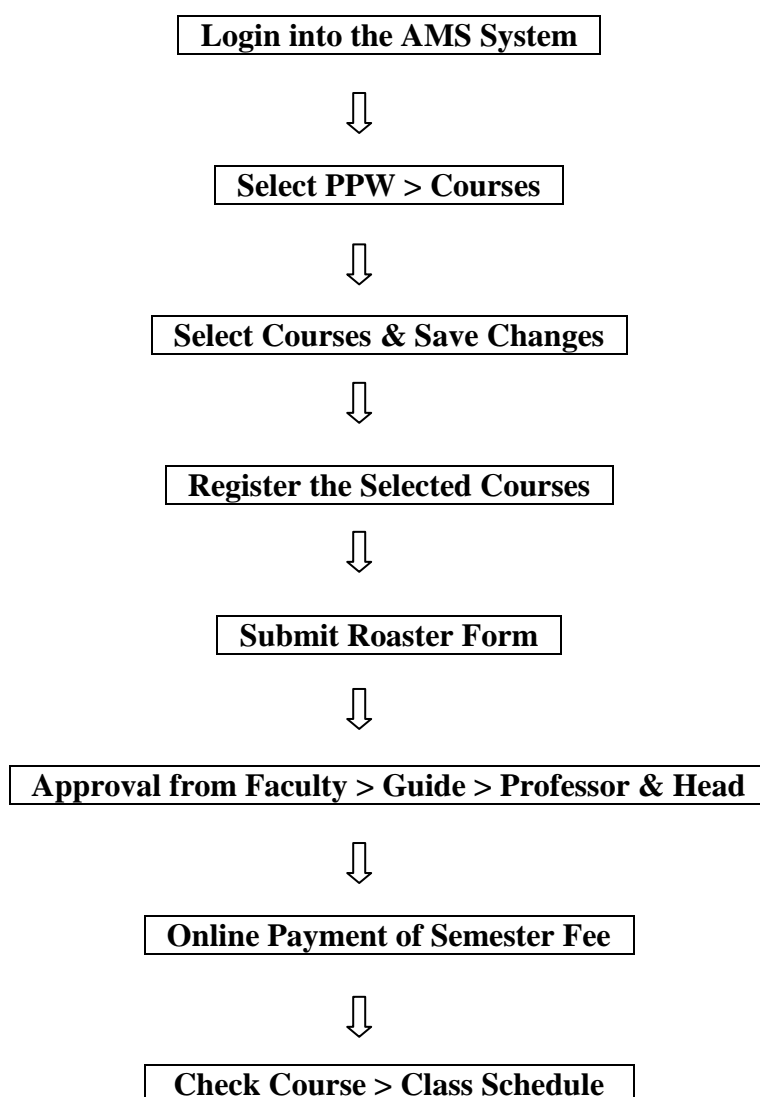 Login into the AMS System
Select PPW > Courses
Select Courses & Save Changes
Register the Selected Courses
Submit Roaster Form
Approval from Faculty > Guide > Professor & Head
Online Payment of Semester Fee
Check Course > Class Schedule